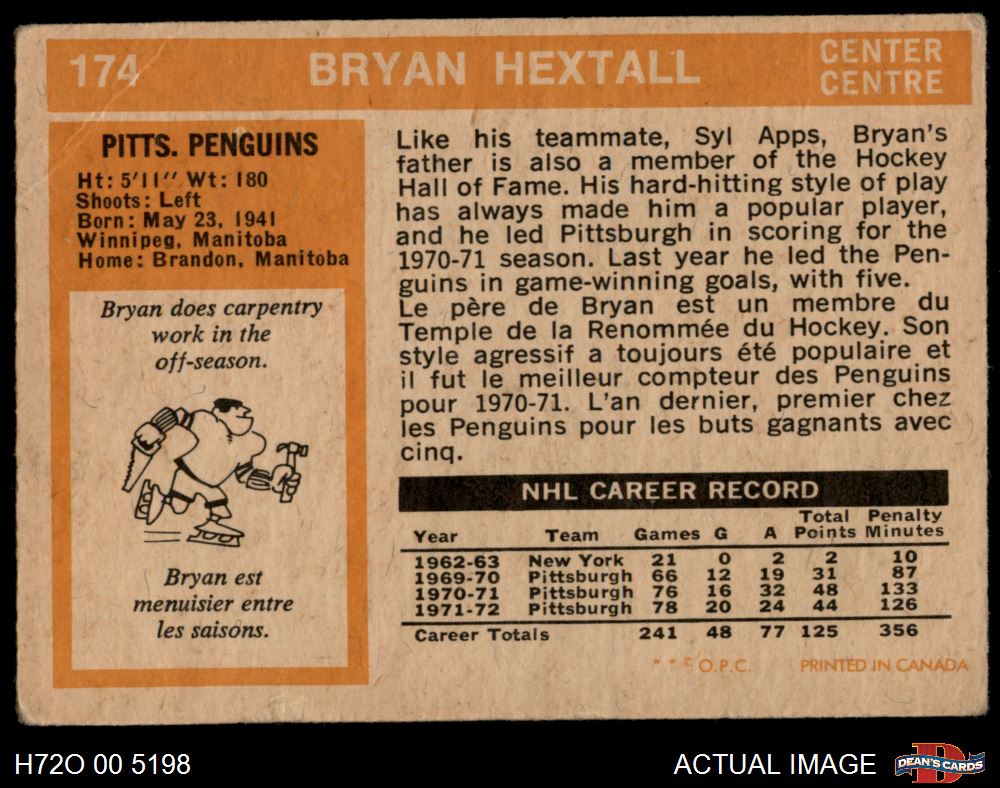 174 BRYAN HEXTALL CENTER
CENTRE
PITTS. PENGUINS
Ht: 5'11" Wt: 180
Shoots: Left
Born: May 23, 1941
Winnipeg, Manitoba
Home: Brandon, Manitoba
Bryan does carpentry
work in the
off-season.
Bryan est
menuisier entre
les saisons.
Like his teammate, Syl Apps, Bryan's
father is also a member of the Hockey
Hall of Fame. His hard-hitting style of play
has always made him a popular player,
and he led Pittsburgh in scoring for the
1970-71 season. Last year he led the Pen-
guins in game-winning goals, with five.
Le père de Bryan est un membre du
Temple de la Renommée du Hockey. Son
style agressif a toujours été populaire et
il fut le meilleur compteur des Penguins
pour 1970-71. L'an dernier, premier chez
les Penguins pour les buts gagnants avec
cinq.
NHL CAREER RECORD
Total Penalty
Year Team Games G A Points Minutes
1962-63 New York 21 0 2 2 10
1969-70 Pittsburgh 66 12 19 31 87
1970-71 Pittsburgh 76 16 32 48 133
1971-72 Pittsburgh 78 20 24 44 126
Career Totals 241 48 77 125 356
* * © O.P.C. PRINTED IN CANADA
H72O 00 5198 ACTUAL IMAGE DEAN'S CARDS